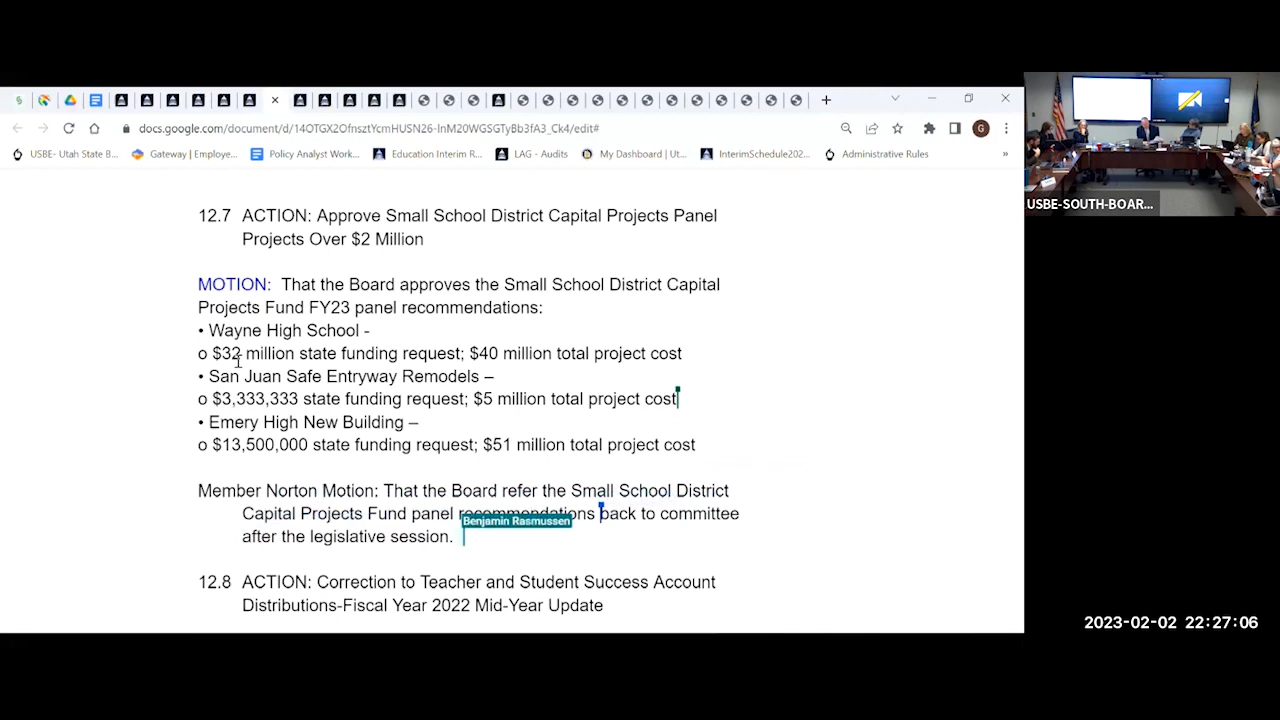 docs.google.com/document/d/14OTGX2OfnsztYcmHUSN26-InM20WGSGTyBb3fA3_Ck4/edit#
G
USBE- Utah State B...
Gateway | Employe...
Policy Analyst Work...
Education Interim R...
LAG - Audits
My Dashboard | Ut...
InterimSchedule202...
Administrative Rules
»
12.7 ACTION: Approve Small School District Capital Projects Panel
Projects Over $2 Million
MOTION: That the Board approves the Small School District Capital
Projects Fund FY23 panel recommendations:
• Wayne High School -
o $32 million state funding request; $40 million total project cost
• San Juan Safe Entryway Remodels –
o $3,333,333 state funding request; $5 million total project cost
• Emery High New Building –
o $13,500,000 state funding request; $51 million total project cost
Member Norton Motion: That the Board refer the Small School District
Capital Projects Fund panel recommendations back to committee
Benjamin Rasmussen
after the legislative session.
12.8 ACTION: Correction to Teacher and Student Success Account
Distributions-Fiscal Year 2022 Mid-Year Update
USBE-SOUTH-BOAR...
2023-02-02 22:27:06